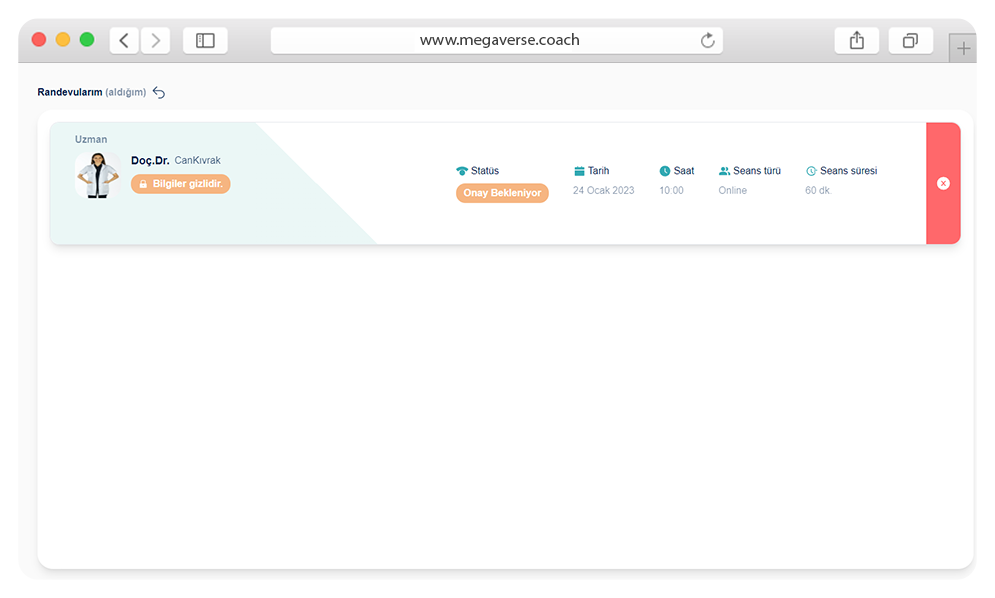 www.megaverse.coach
Randevularım (aldığım)
Uzman
Doç.Dr. CanKıvrak
Bilgiler gizlidir.
Statüs
Onay Bekleniyor
Tarih
24 Ocak 2023
Saat
10:00
Seans türü
Online
Seans süresi
60 dk.